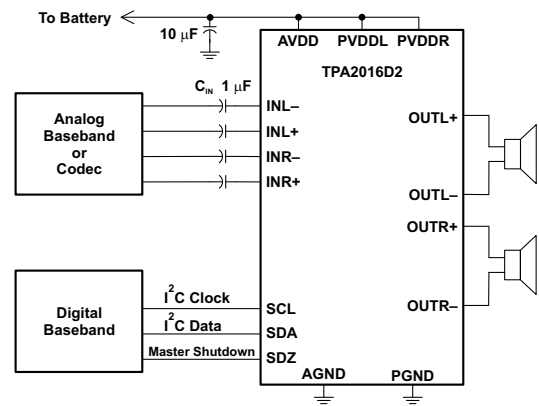 To Battery
10 μF
AVDD PVDDL PVDDR
TPA2016D2
C_IN 1 μF
Analog
Baseband
or
Codec
INL–
INL+
INR–
INR+
OUTL+
OUTL–
OUTR+
OUTR–
Digital
Baseband
I²C Clock
I²C Data
Master Shutdown
SCL
SDA
SDZ
AGND PGND